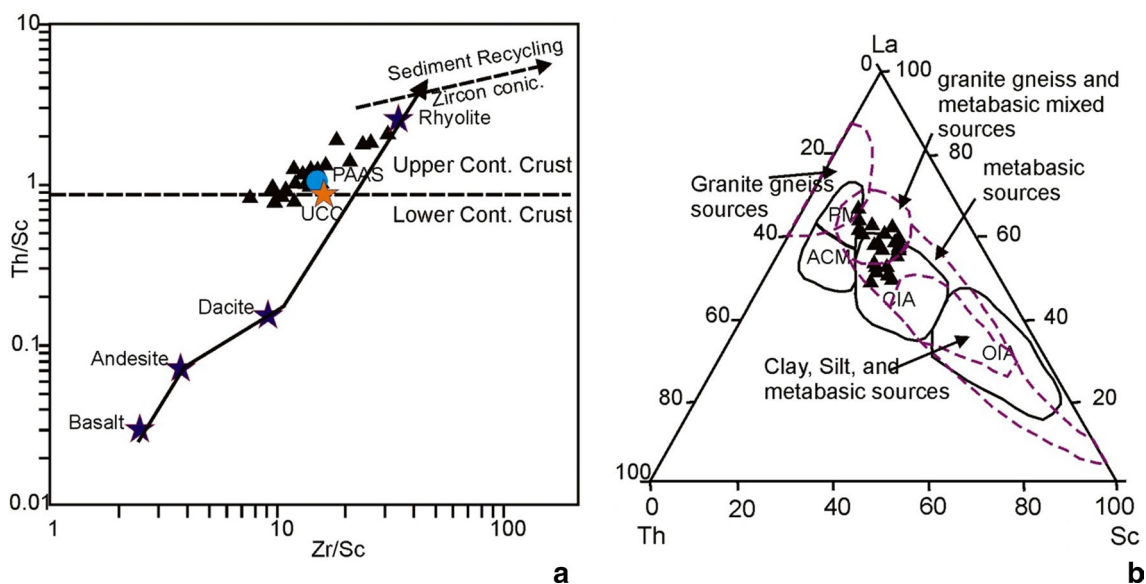 10
1
0.1
0.01
Th/Sc
1
10
100
Zr/Sc
Sediment Recycling
Zircon conic.
Rhyolite
Upper Cont. Crust
PAAS
UCC
Lower Cont. Crust
Dacite
Andesite
Basalt
a
La
0
100
20
80
40
60
60
40
80
20
100
0
20
40
60
80
100
Th
Sc
granite gneiss and
metabasic mixed
sources
metabasic
sources
Granite gneiss
sources
PM
ACM
CIA
OIA
Clay, Silt, and
metabasic sources
b